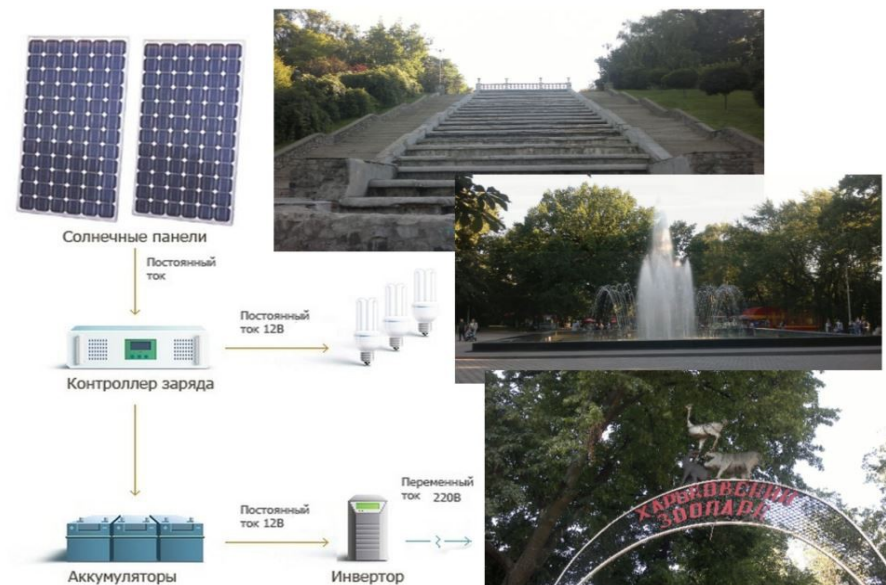 Солнечные панели
Постоянный
ток
Постоянный
ток 12В
Контроллер заряда
Постоянный
ток 12В
Переменный
ток 220В
Аккумуляторы
Инвертор
ХАРЬКОВСКИЙ
ЗООПАРК